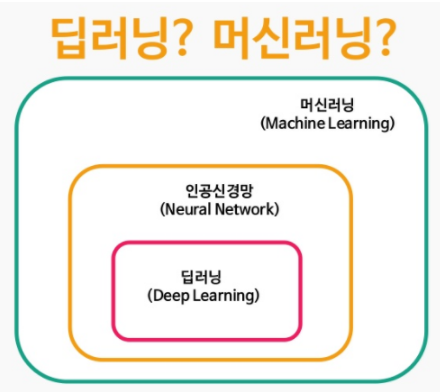 딥러닝? 머신러닝?
머신러닝
(Machine Learning)
인공신경망
(Neural Network)
딥러닝
(Deep Learning)